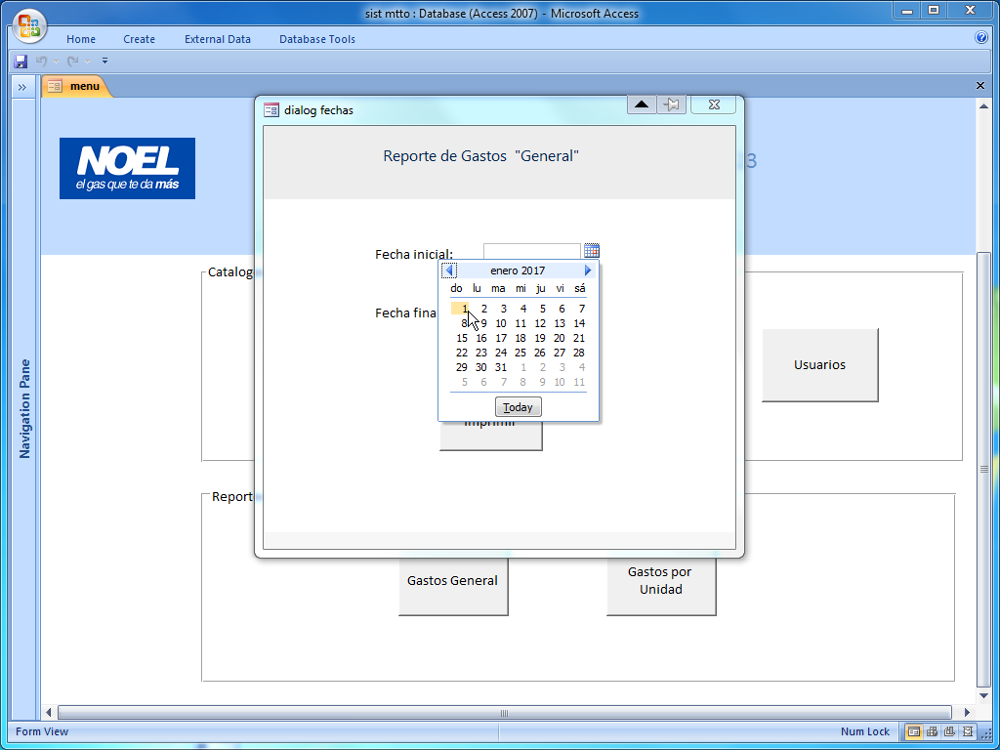 sist mtto : Database (Access 2007) - Microsoft Access
Home Create External Data Database Tools
menu
dialog fechas
NOEL
el gas que te da más
Reporte de Gastos "General"
3
Fecha inicial:
enero 2017
do lu ma mi ju vi sá
1 2 3 4 5 6 7
8 9 10 11 12 13 14
15 16 17 18 19 20 21
22 23 24 25 26 27 28
29 30 31 1 2 3 4
5 6 7 8 9 10 11
Today
Catalog
Fecha fina
Imprimir
Usuarios
Navigation Pane
Report
Gastos General
Gastos por
Unidad
Form View
Num Lock